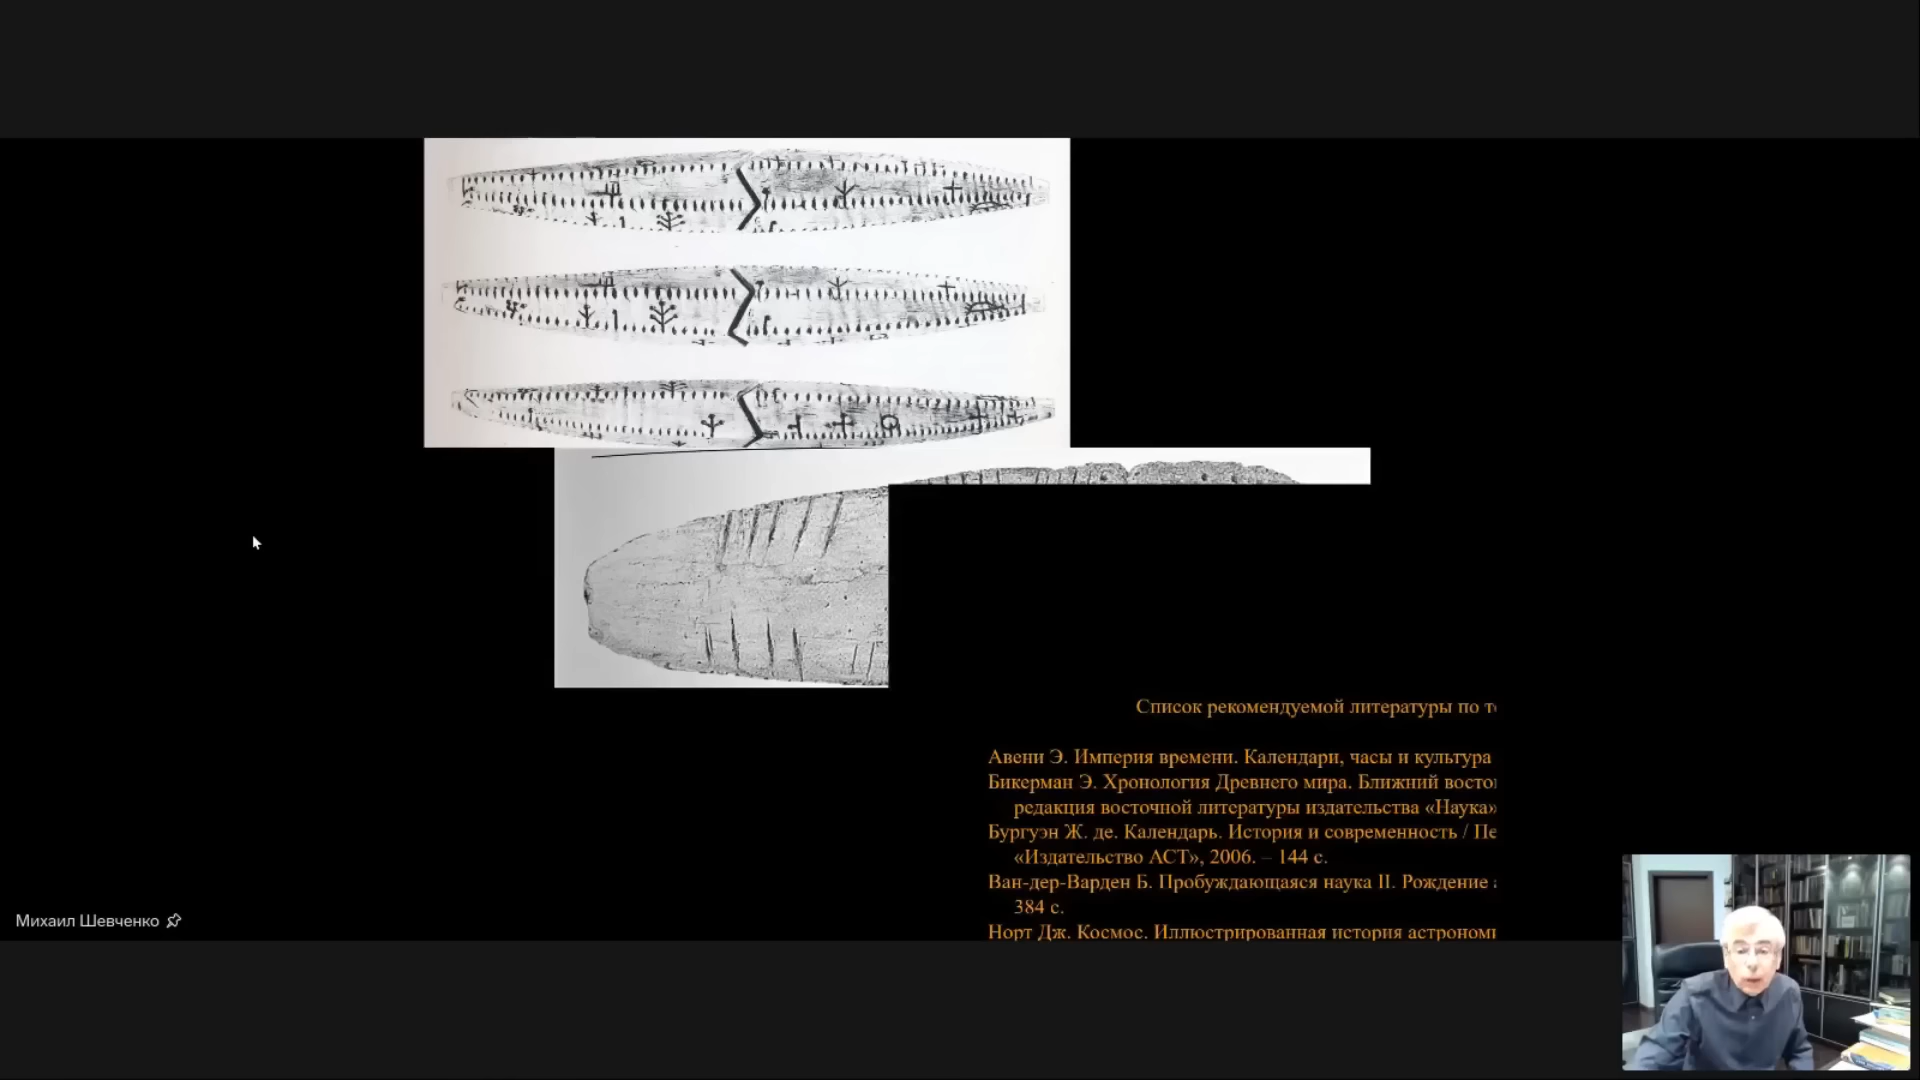 Список рекомендуемой литературы по
Авени Э. Империя времени. Календари, часы и культура
Бикерман Э. Хронология Древнего мира. Ближний восто
редакция восточной литературы издательства «Наука»
Бургуэн Ж. де. Календарь. История и современность / Пе
«Издательство АСТ», 2006. – 144 с.
Ван-дер-Варден Б. Пробуждающаяся наука II. Рождение
384 с.
Норт Дж. Космос. Иллюстрированная история астрономи
Михаил Шевченко